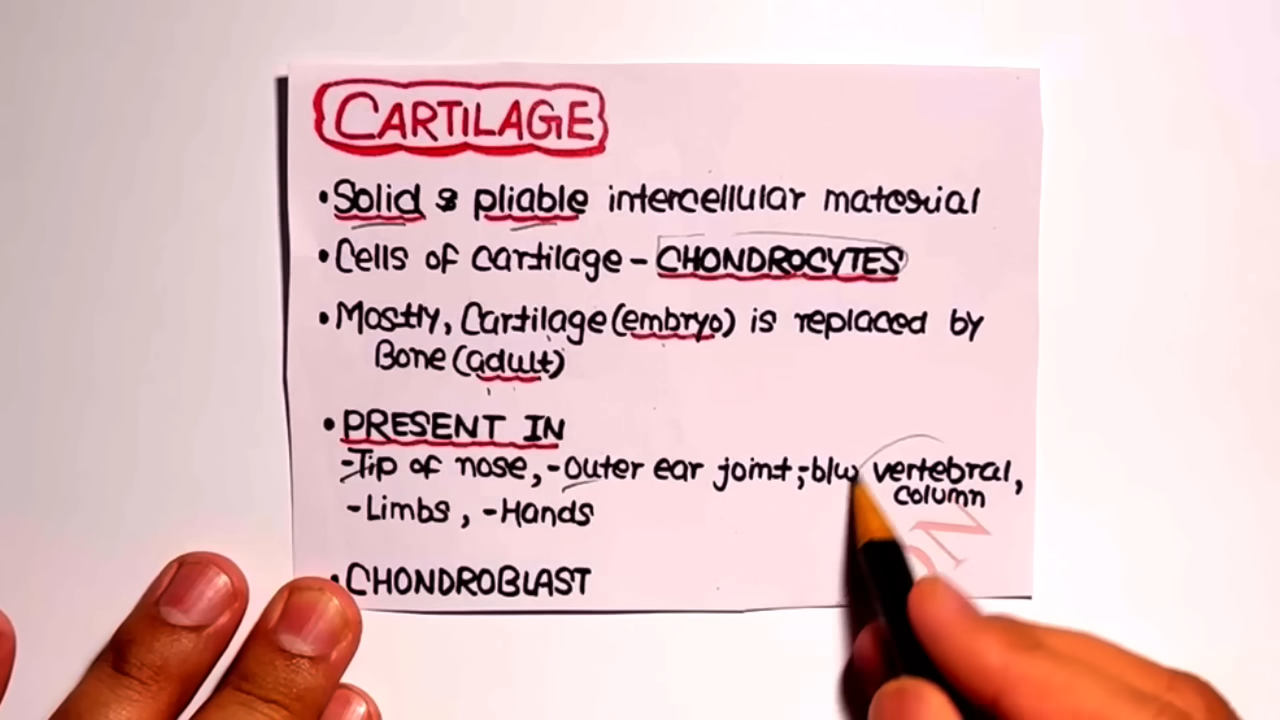 CARTILAGE
• Solid & pliable intercellular material
• Cells of cartilage - CHONDROCYTES
• Mostly, Cartilage (embryo) is replaced by
Bone (adult)
• PRESENT IN
-Tip of nose, -Outer ear joint, -b/w vertebral,
column
-Limbs, -Hands
• CHONDROBLAST